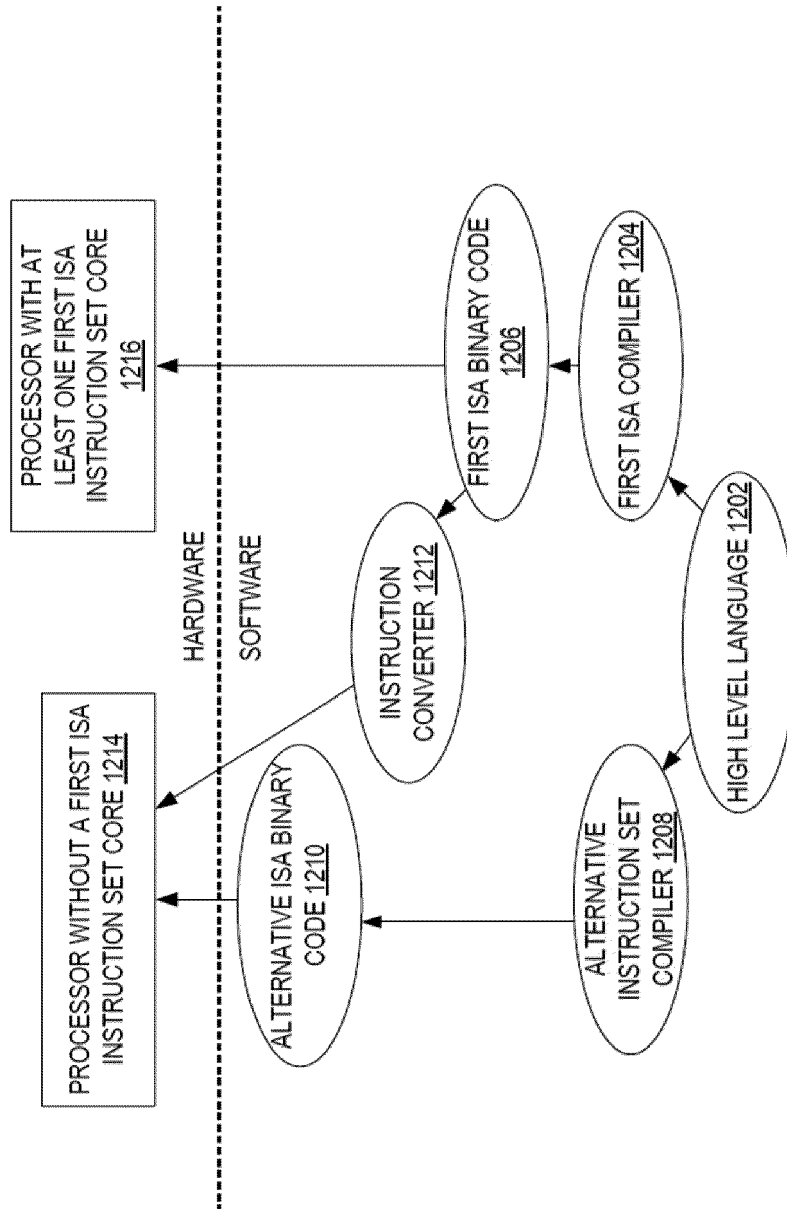 PROCESSOR WITHOUT A FIRST ISA
INSTRUCTION SET CORE 1214
PROCESSOR WITH AT
LEAST ONE FIRST ISA
INSTRUCTION SET CORE
1216
HARDWARE
SOFTWARE
ALTERNATIVE ISA BINARY
CODE 1210
INSTRUCTION
CONVERTER 1212
FIRST ISA BINARY CODE
1206
ALTERNATIVE
INSTRUCTION SET
COMPILER 1208
FIRST ISA COMPILER 1204
HIGH LEVEL LANGUAGE 1202